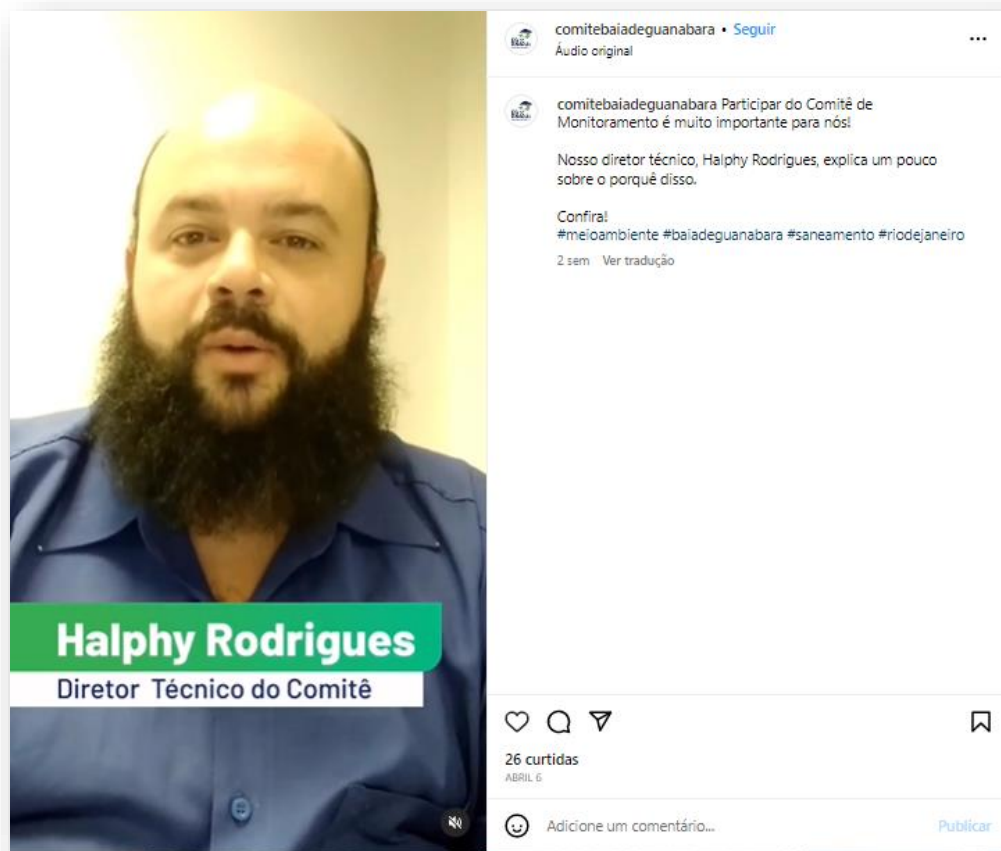 comitebaiadeguanabara • Seguir
Áudio original
comitebaiadeguanabara Participar do Comitê de
Monitoramento é muito importante para nós!
Nosso diretor técnico, Halphy Rodrigues, explica um pouco
sobre o porquê disso.
Confira!
#meioambiente #baiadeguanabara #saneamento #riodejaneiro
2 sem Ver tradução
Halphy Rodrigues
Diretor Técnico do Comitê
26 curtidas
ABRIL 6
Adicione um comentário...
Publicar